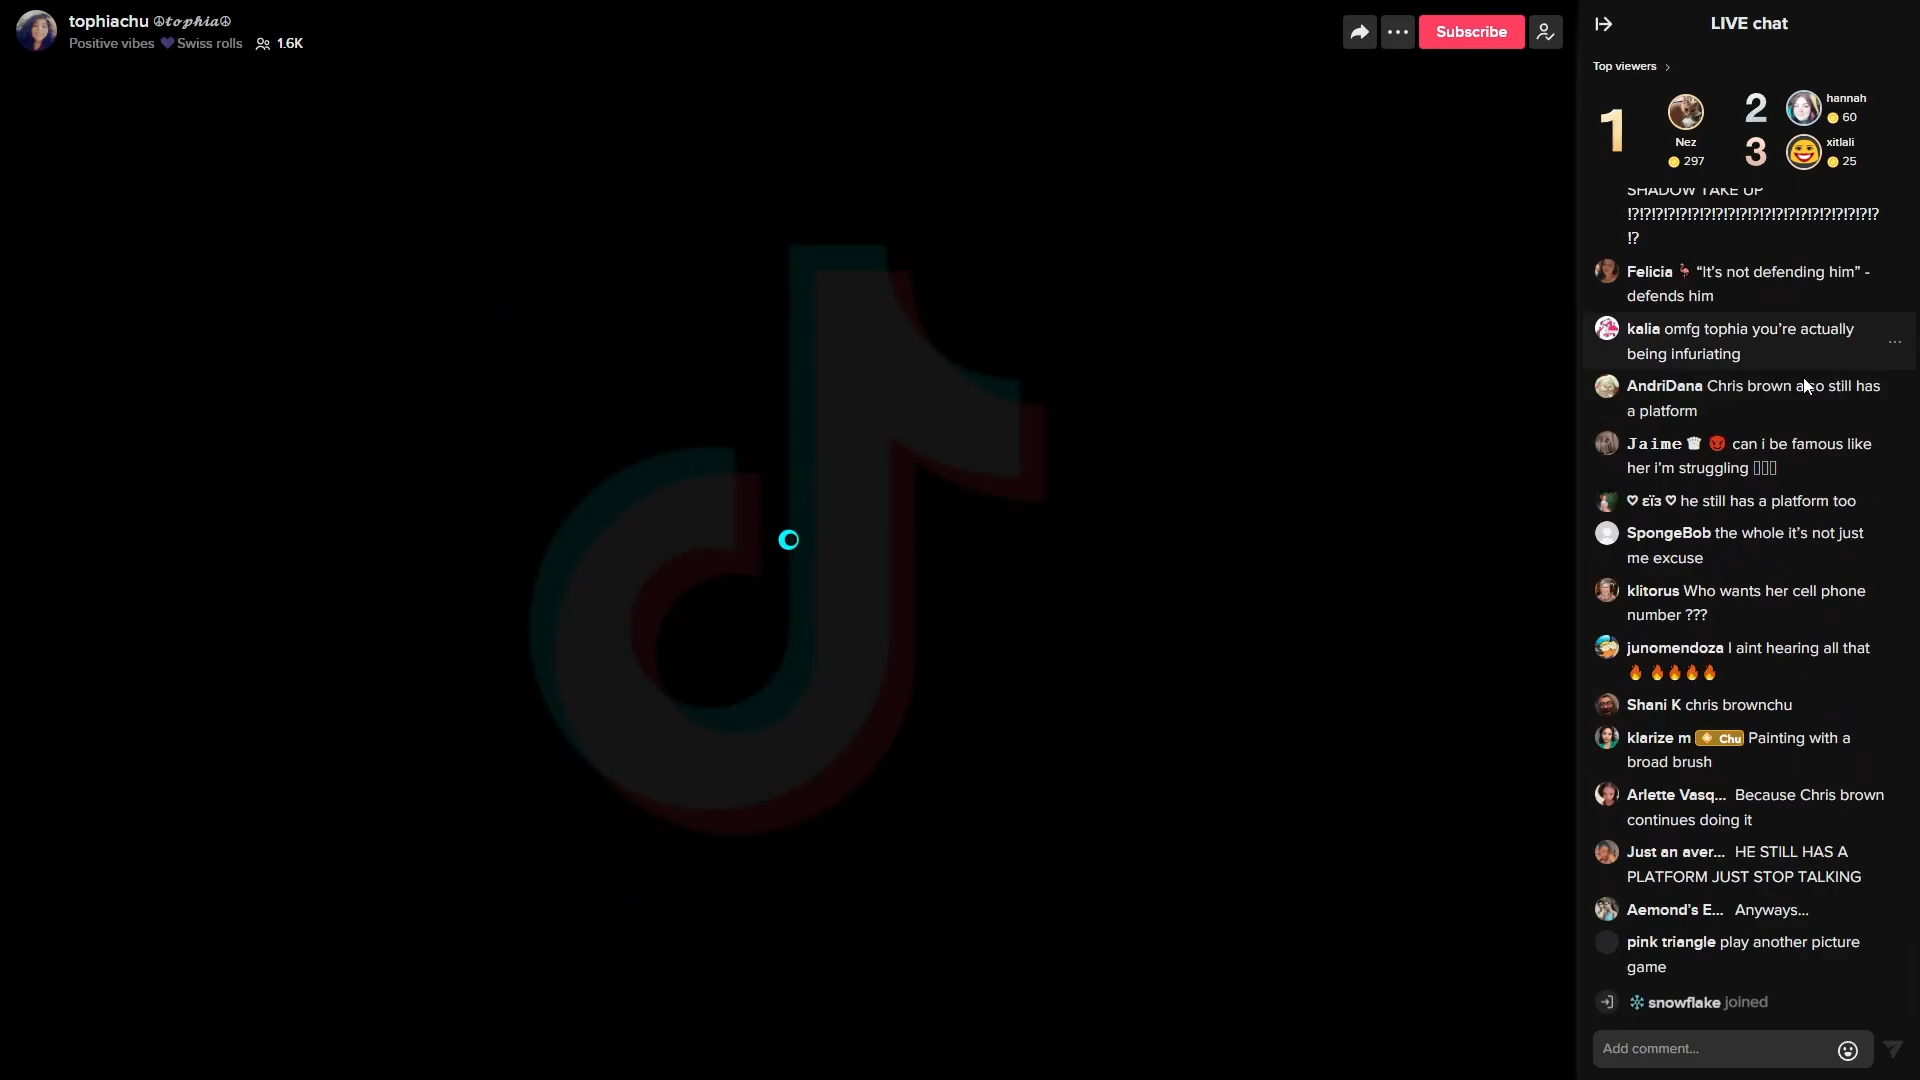 tophiachu ☮𝓽𝓸𝓹𝓱𝓲𝓪☮
Positive vibes 💜Swiss rolls 1.6K
Subscribe
LIVE chat
Top viewers
1
Nez
297
2
hannah
60
3
xitlali
25
SHADOW TAKE UP
!?!?!?!?!?!?!?!?!?!?!?!?!?!?!?!?!?!?!?!?!?
!?
Felicia 🦩 “It's not defending him” -
defends him
kalia omfg tophia you’re actually
being infuriating
AndriDana Chris brown also still has
a platform
𝙹𝚊𝚒𝚖𝚎 ♛ 😈 can i be famous like
her i’m struggling ▯▯▯
♡ εïз ♡ he still has a platform too
SpongeBob the whole it’s not just
me excuse
klitorus Who wants her cell phone
number ???
junomendoza I aint hearing all that
🔥 🔥🔥🔥🔥
Shani K chris brownchu
klarize m Chu Painting with a
broad brush
Arlette Vasq... Because Chris brown
continues doing it
Just an aver... HE STILL HAS A
PLATFORM JUST STOP TALKING
Aemond’s E... Anyways...
pink triangle play another picture
game
❄️ snowflake joined
Add comment...